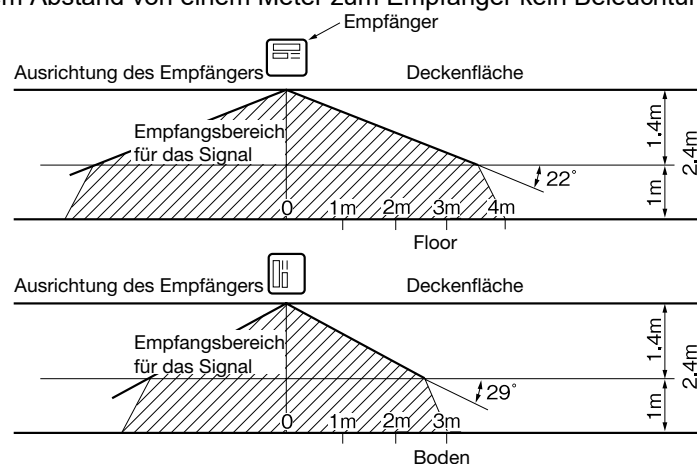 m Abstand von einem Meter zum Empfänger kein Beleuchtun
Empfänger
Ausrichtung des Empfängers
Deckenfläche
Empfangsbereich
für das Signal
1.4m
2.4m
1m
22°
0 1m 2m 3m 4m
Floor
Ausrichtung des Empfängers
Deckenfläche
Empfangsbereich
für das Signal
1.4m
2.4m
1m
29°
0 1m 2m 3m
Boden